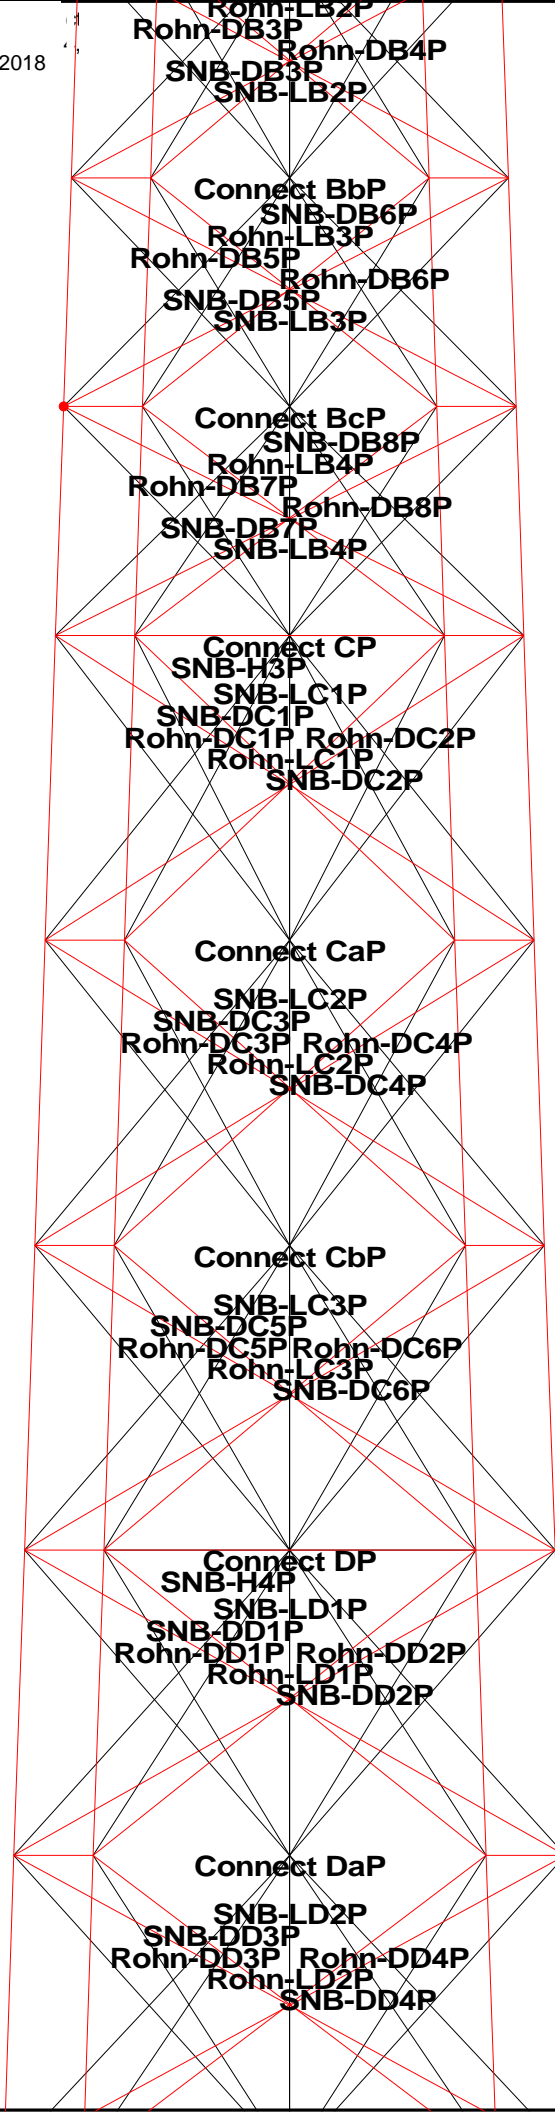 Rohn-LB2P
Rohn-DB3P
2018
Rohn-DB4P
SNB-DB3P
SNB-LB2P
Connect BbP
SNB-DB6P
Rohn-LB3P
Rohn-DB5P
Rohn-DB6P
SNB-DB5P
SNB-LB3P
Connect BcP
SNB-DB8P
Rohn-LB4P
Rohn-DB7P
Rohn-DB8P
SNB-DB7P
SNB-LB4P
Connect CP
SNB-H3P
SNB-LC1P
SNB-DC1P
Rohn-DC1P Rohn-DC2P
Rohn-LC1P
SNB-DC2P
Connect CaP
SNB-LC2P
SNB-DC3P
Rohn-DC3P Rohn-DC4P
Rohn-LC2P
SNB-DC4P
Connect CbP
SNB-LC3P
SNB-DC5P
Rohn-DC5P Rohn-DC6P
Rohn-LC3P
SNB-DC6P
Connect DP
SNB-H4P
SNB-LD1P
SNB-DD1P
Rohn-DD1P Rohn-DD2P
Rohn-LD1P
SNB-DD2P
Connect DaP
SNB-LD2P
SNB-DD3P
Rohn-DD3P Rohn-DD4P
Rohn-LD2P
SNB-DD4P